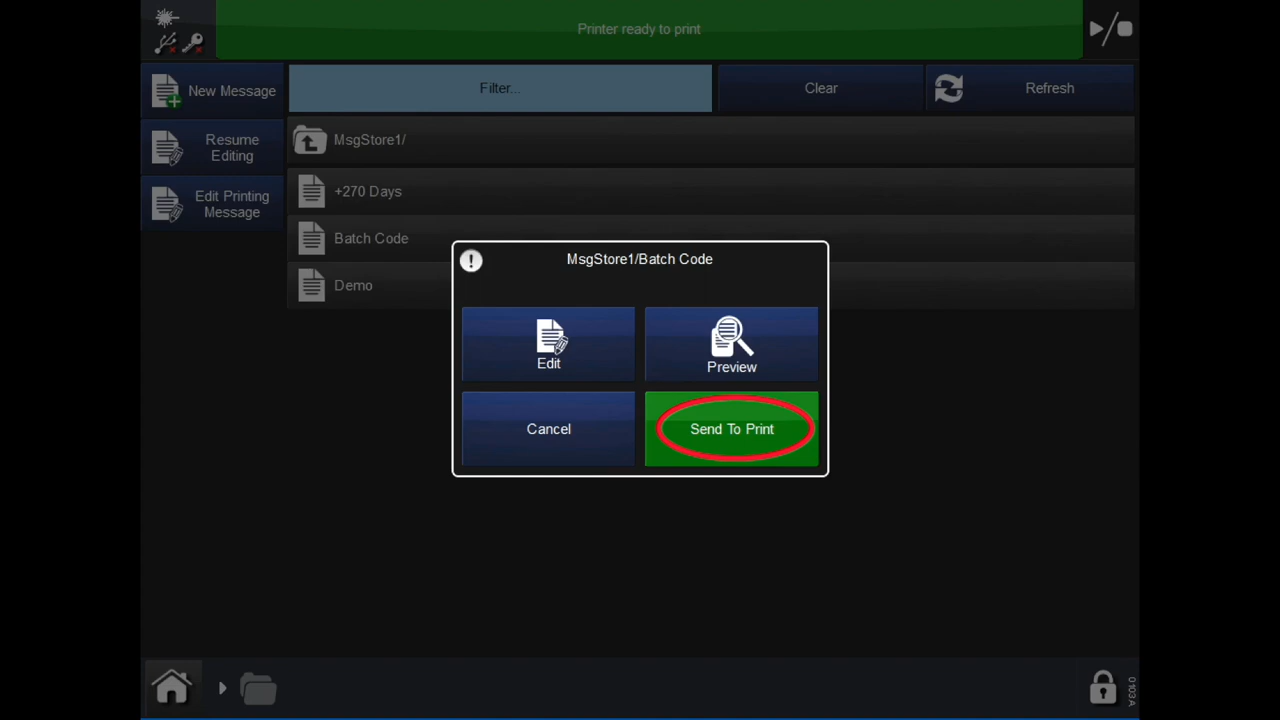 Printer ready to print
New Message
Filter...
Clear
Refresh
MsgStore1/
Resume
Editing
+270 Days
Edit Printing
Message
Batch Code
Demo
MsgStore1/Batch Code
Edit
Preview
Cancel
Send To Print
0103A